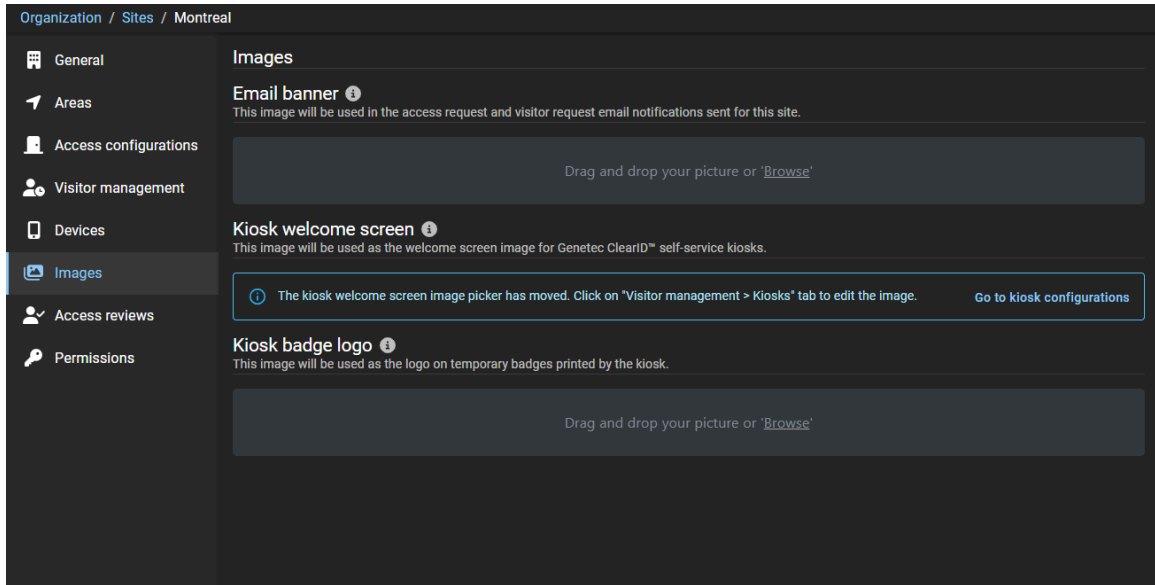 Organization / Sites / Montreal
General
Areas
Access configurations
Visitor management
Devices
Images
Access reviews
Permissions
Images
Email banner
This image will be used in the access request and visitor request email notifications sent for this site.
Drag and drop your picture or 'Browse'
Kiosk welcome screen
This image will be used as the welcome screen image for Genetec ClearID™ self-service kiosks.
The kiosk welcome screen image picker has moved. Click on "Visitor management > Kiosks" tab to edit the image.
Go to kiosk configurations
Kiosk badge logo
This image will be used as the logo on temporary badges printed by the kiosk.
Drag and drop your picture or 'Browse'